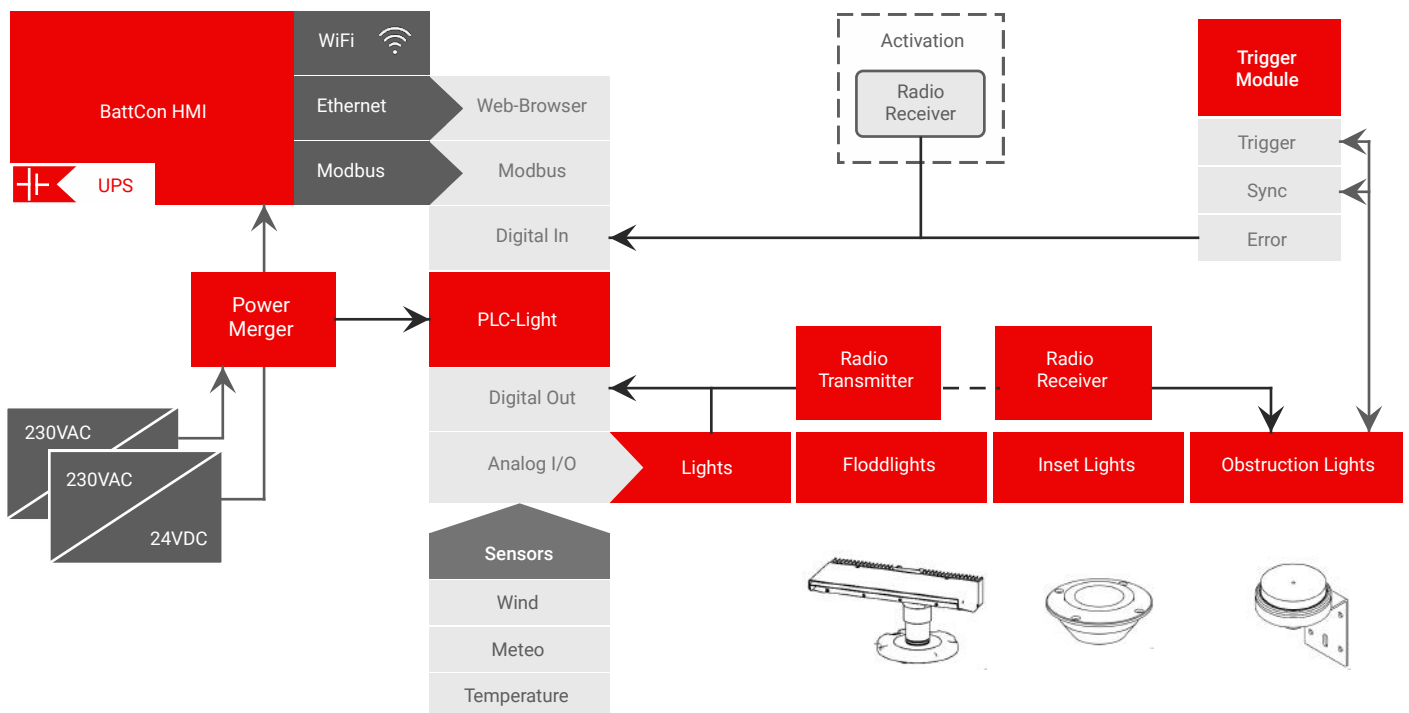 BattCon HMI
UPS
WiFi
Ethernet
Modbus
Web-Browser
Modbus
Digital In
Activation
Radio
Receiver
Trigger
Module
Trigger
Sync
Error
Power
Merger
PLC-Light
Digital Out
Analog I/O
Radio
Transmitter
Radio
Receiver
230VAC
230VAC
24VDC
Lights
Floddlights
Inset Lights
Obstruction Lights
Sensors
Wind
Meteo
Temperature